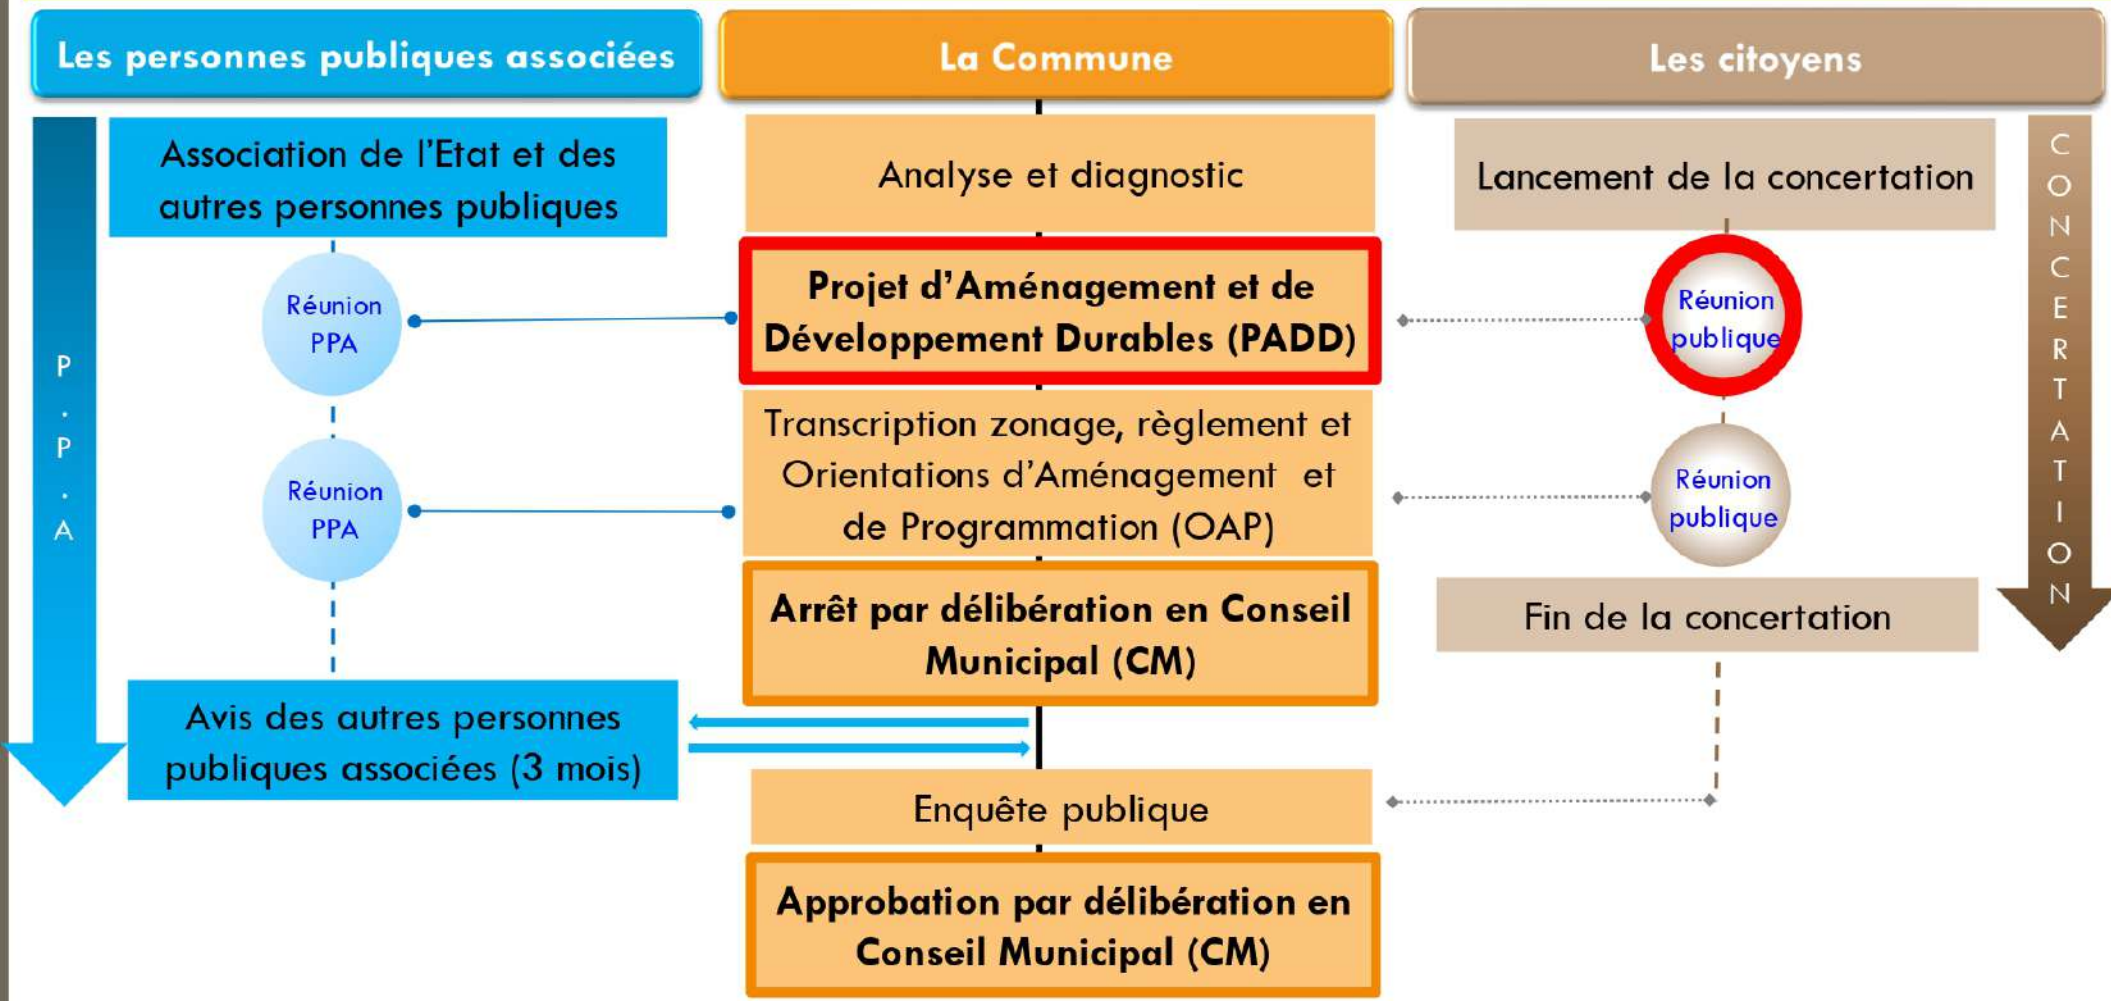 Les personnes publiques associées
La Commune
Les citoyens
P.P.A
Association de l'Etat et des
autres personnes publiques
Réunion
PPA
Réunion
PPA
Avis des autres personnes
publiques associées (3 mois)
Analyse et diagnostic
Projet d'Aménagement et de
Développement Durables (PADD)
Transcription zonage, règlement et
Orientations d'Aménagement et
de Programmation (OAP)
Arrêt par délibération en Conseil
Municipal (CM)
Enquête publique
Approbation par délibération en
Conseil Municipal (CM)
Lancement de la concertation
Réunion
publique
Réunion
publique
Fin de la concertation
CONCERTATION